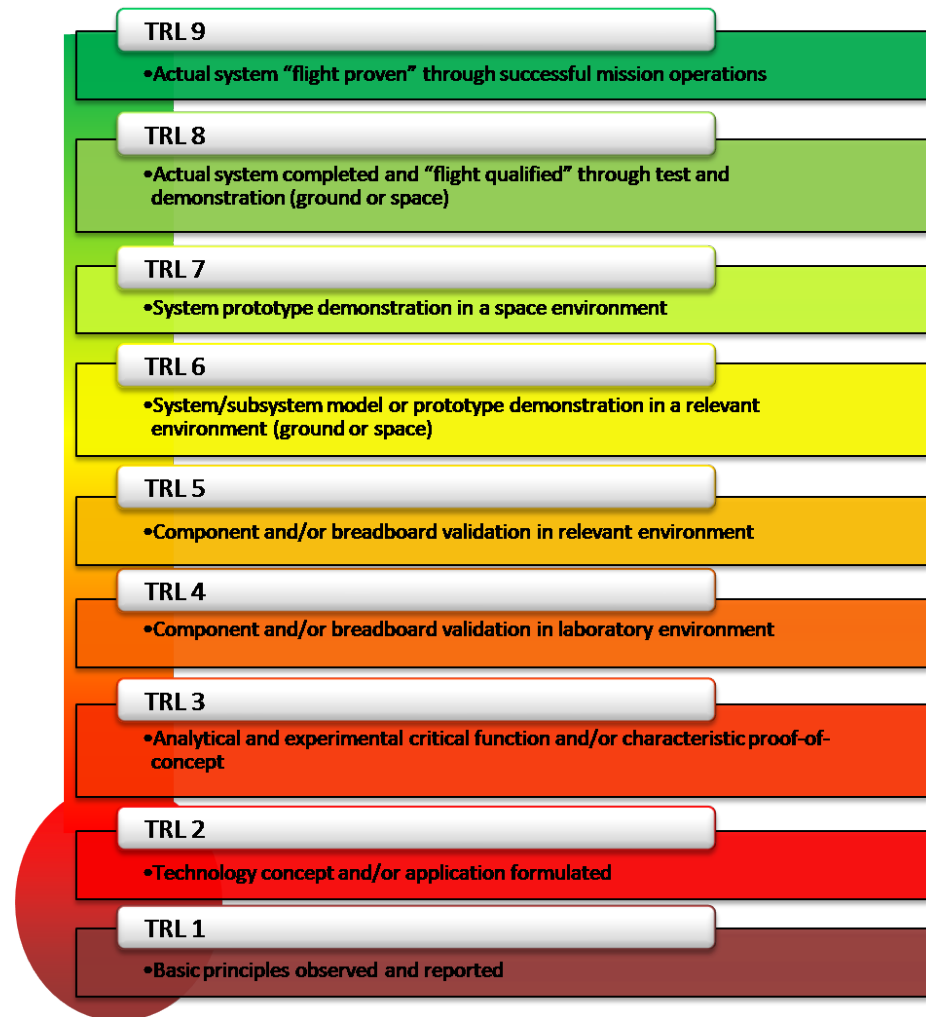 TRL 9
•Actual system “flight proven” through successful mission operations
TRL 8
•Actual system completed and “flight qualified” through test and
demonstration (ground or space)
TRL 7
•System prototype demonstration in a space environment
TRL 6
•System/subsystem model or prototype demonstration in a relevant
environment (ground or space)
TRL 5
•Component and/or breadboard validation in relevant environment
TRL 4
•Component and/or breadboard validation in laboratory environment
TRL 3
•Analytical and experimental critical function and/or characteristic proof-of-
concept
TRL 2
•Technology concept and/or application formulated
TRL 1
•Basic principles observed and reported